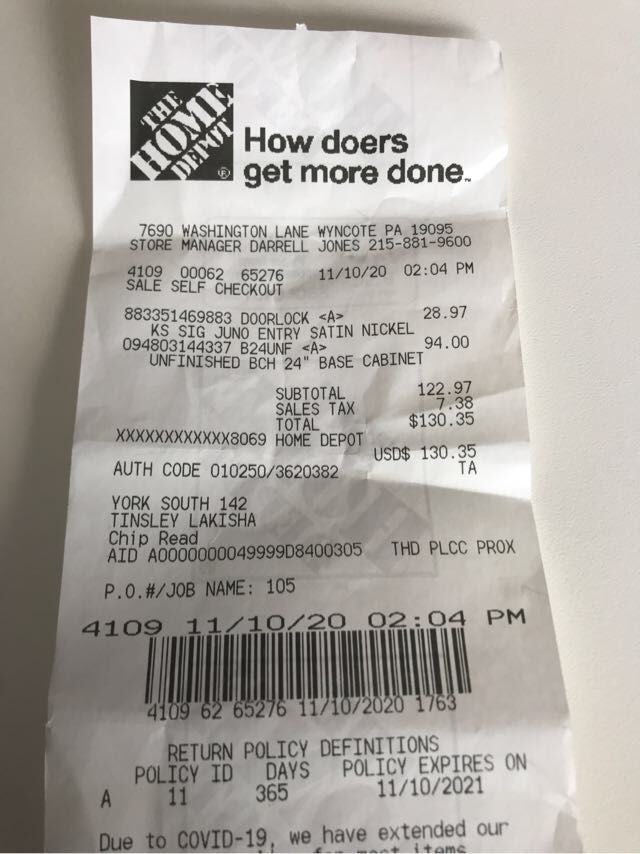 THE
HOME
DEPOT
®
How doers
get more done™
7690 WASHINGTON LANE WYNCOTE PA 19095
STORE MANAGER DARRELL JONES 215-881-9600
4109 00062 65276 11/10/20 02:04 PM
SALE SELF CHECKOUT
883351469883 DOORLOCK <A> 28.97
KS SIG JUNO ENTRY SATIN NICKEL
094803144337 B24UNF <A> 94.00
UNFINISHED BCH 24" BASE CABINET
SUBTOTAL 122.97
SALES TAX 7.38
TOTAL $130.35
XXXXXXXXXXXX8069 HOME DEPOT
USD$ 130.35
AUTH CODE 010250/3620382 TA
YORK SOUTH 142
TINSLEY LAKISHA
Chip Read
AID A0000000049999D8400305 THD PLCC PROX
P.O.#/JOB NAME: 105
4109 11/10/20 02:04 PM
4109 62 65276 11/10/2020 1763
RETURN POLICY DEFINITIONS
POLICY ID DAYS POLICY EXPIRES ON
A 11 365 11/10/2021
Due to COVID-19, we have extended our
for most items